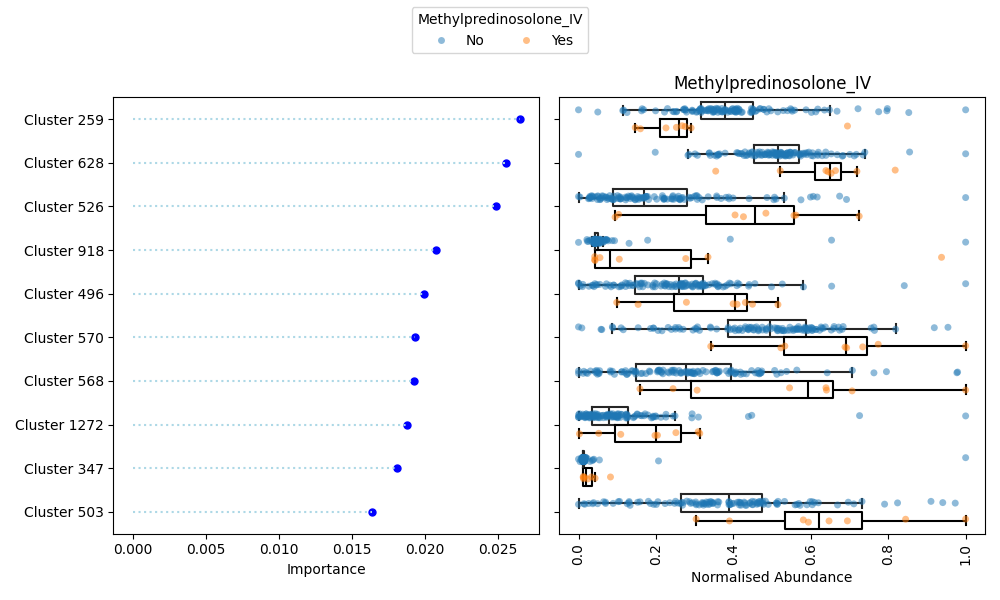 Methylpredinosolone_IV
No Yes
Methylpredinosolone_IV
Cluster 259
Cluster 628
Cluster 526
Cluster 918
Cluster 496
Cluster 570
Cluster 568
Cluster 1272
Cluster 347
Cluster 503
0.000 0.005 0.010 0.015 0.020 0.025
Importance
0.0 0.2 0.4 0.6 0.8 1.0
Normalised Abundance